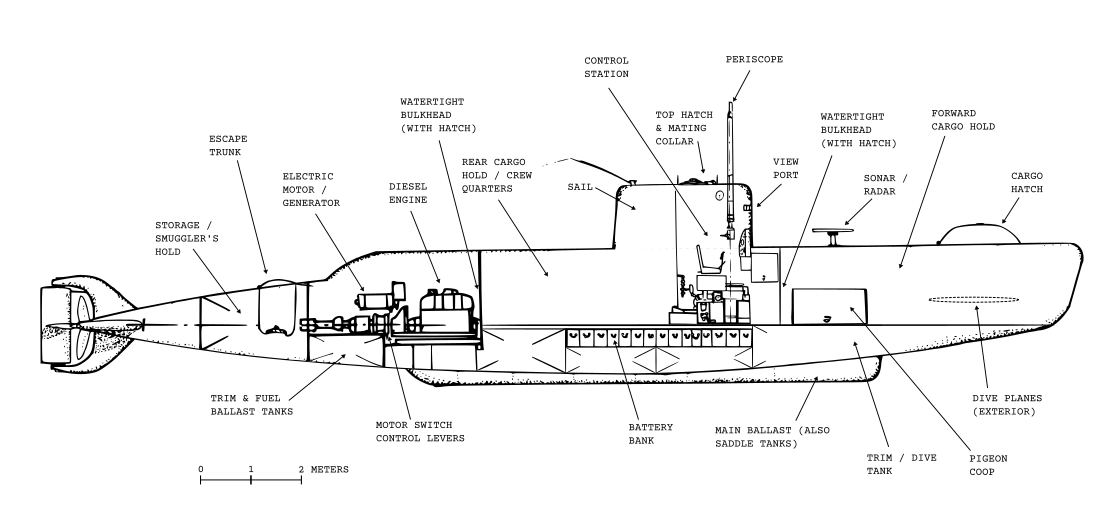 PERISCOPE
CONTROL
STATION
WATERTIGHT
BULKHEAD
(WITH HATCH)
TOP HATCH
& MATING
COLLAR
WATERTIGHT
BULKHEAD
(WITH HATCH)
FORWARD
CARGO HOLD
ESCAPE
TRUNK
REAR CARGO
HOLD / CREW
QUARTERS
VIEW
PORT
ELECTRIC
MOTOR /
GENERATOR
DIESEL
ENGINE
SAIL
SONAR /
RADAR
CARGO
HATCH
STORAGE /
SMUGGLER'S
HOLD
TRIM & FUEL
BALLAST TANKS
MOTOR SWITCH
CONTROL LEVERS
BATTERY
BANK
MAIN BALLAST (ALSO
SADDLE TANKS)
DIVE PLANES
(EXTERIOR)
TRIM / DIVE
TANK
PIGEON
COOP
0 1 2 METERS